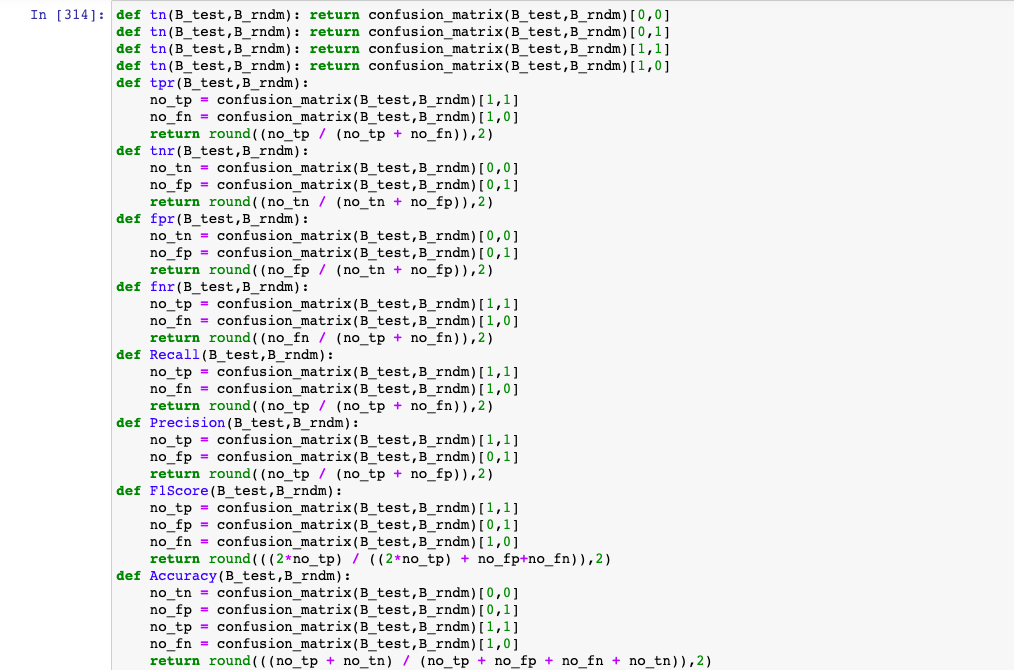 In [314]: def tn(B_test,B_rndm): return confusion_matrix(B_test,B_rndm)[0,0]
def tn(B_test,B_rndm): return confusion_matrix(B_test,B_rndm)[0,1]
def tn(B_test,B_rndm): return confusion_matrix(B_test,B_rndm)[1,1]
def tn(B_test,B_rndm): return confusion_matrix(B_test,B_rndm)[1,0]
def tpr(B_test,B_rndm):
    no_tp = confusion_matrix(B_test,B_rndm)[1,1]
    no_fn = confusion_matrix(B_test,B_rndm)[1,0]
    return round((no_tp / (no_tp + no_fn)),2)
def tnr(B_test,B_rndm):
    no_tn = confusion_matrix(B_test,B_rndm)[0,0]
    no_fp = confusion_matrix(B_test,B_rndm)[0,1]
    return round((no_tn / (no_tn + no_fp)),2)
def fpr(B_test,B_rndm):
    no_tn = confusion_matrix(B_test,B_rndm)[0,0]
    no_fp = confusion_matrix(B_test,B_rndm)[0,1]
    return round((no_fp / (no_tn + no_fp)),2)
def fnr(B_test,B_rndm):
    no_tp = confusion_matrix(B_test,B_rndm)[1,1]
    no_fn = confusion_matrix(B_test,B_rndm)[1,0]
    return round((no_fn / (no_tp + no_fn)),2)
def Recall(B_test,B_rndm):
    no_tp = confusion_matrix(B_test,B_rndm)[1,1]
    no_fn = confusion_matrix(B_test,B_rndm)[1,0]
    return round((no_tp / (no_tp + no_fn)),2)
def Precision(B_test,B_rndm):
    no_tp = confusion_matrix(B_test,B_rndm)[1,1]
    no_fp = confusion_matrix(B_test,B_rndm)[0,1]
    return round((no_tp / (no_tp + no_fp)),2)
def F1Score(B_test,B_rndm):
    no_tp = confusion_matrix(B_test,B_rndm)[1,1]
    no_fp = confusion_matrix(B_test,B_rndm)[0,1]
    no_fn = confusion_matrix(B_test,B_rndm)[1,0]
    return round(((2*no_tp) / ((2*no_tp) + no_fp+no_fn)),2)
def Accuracy(B_test,B_rndm):
    no_tn = confusion_matrix(B_test,B_rndm)[0,0]
    no_fp = confusion_matrix(B_test,B_rndm)[0,1]
    no_tp = confusion_matrix(B_test,B_rndm)[1,1]
    no_fn = confusion_matrix(B_test,B_rndm)[1,0]
    return round(((no_tp + no_tn) / (no_tp + no_fp + no_fn + no_tn)),2)